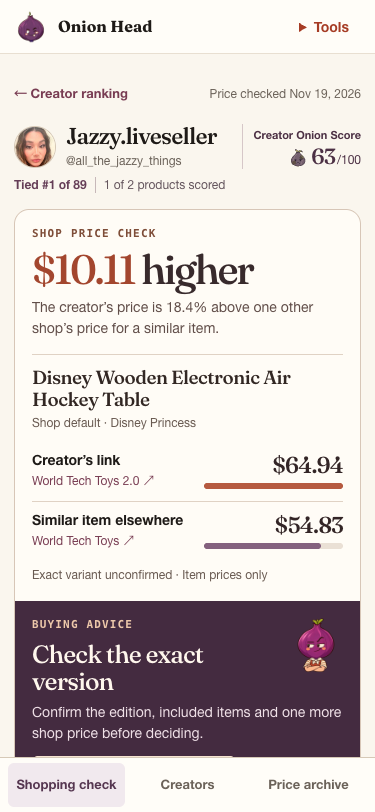 Onion Head
▶ Tools
← Creator ranking
Price checked Nov 19, 2026
Jazzy.liveseller
@all_the_jazzy_things
Creator Onion Score
63/100
Tied #1 of 89 | 1 of 2 products scored
SHOP PRICE CHECK
$10.11 higher
The creator's price is 18.4% above one other
shop's price for a similar item.
Disney Wooden Electronic Air
Hockey Table
Shop default · Disney Princess
Creator's link
World Tech Toys 2.0 ↗
$64.94
Similar item elsewhere
World Tech Toys ↗
$54.83
Exact variant unconfirmed · Item prices only
BUYING ADVICE
Check the exact
version
Confirm the edition, included items and one more
shop price before deciding.
Shopping check
Creators
Price archive